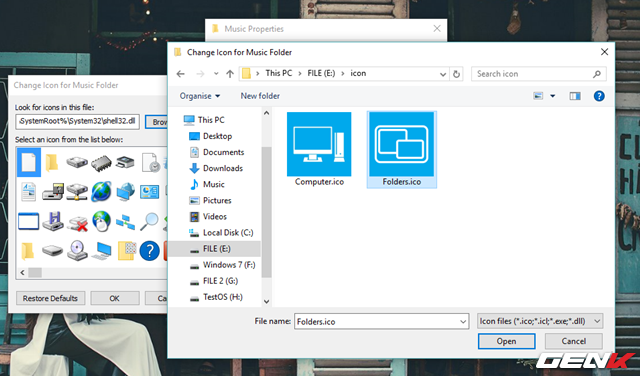 Music Properties
Change Icon for Music Folder
This PC
FILE (E:)
icon
Search icon
Organise
New folder
This PC
Desktop
Documents
Downloads
Music
Pictures
Videos
Local Disk (C:)
FILE (E:)
Windows 7 (F:)
FILE 2 (G:)
TestOS (H:)
Computer.ico
Folders.ico
File name:
Folders.ico
Icon files (*.ico;*.icl;*.exe;*.dll)
Open
Cancel
Change Icon for Music Folder
Look for icons in this file:
SystemRoot%\System32\shell32.dll
Brow
Select an icon from the list below:
Restore Defaults
OK
Ca
GENK